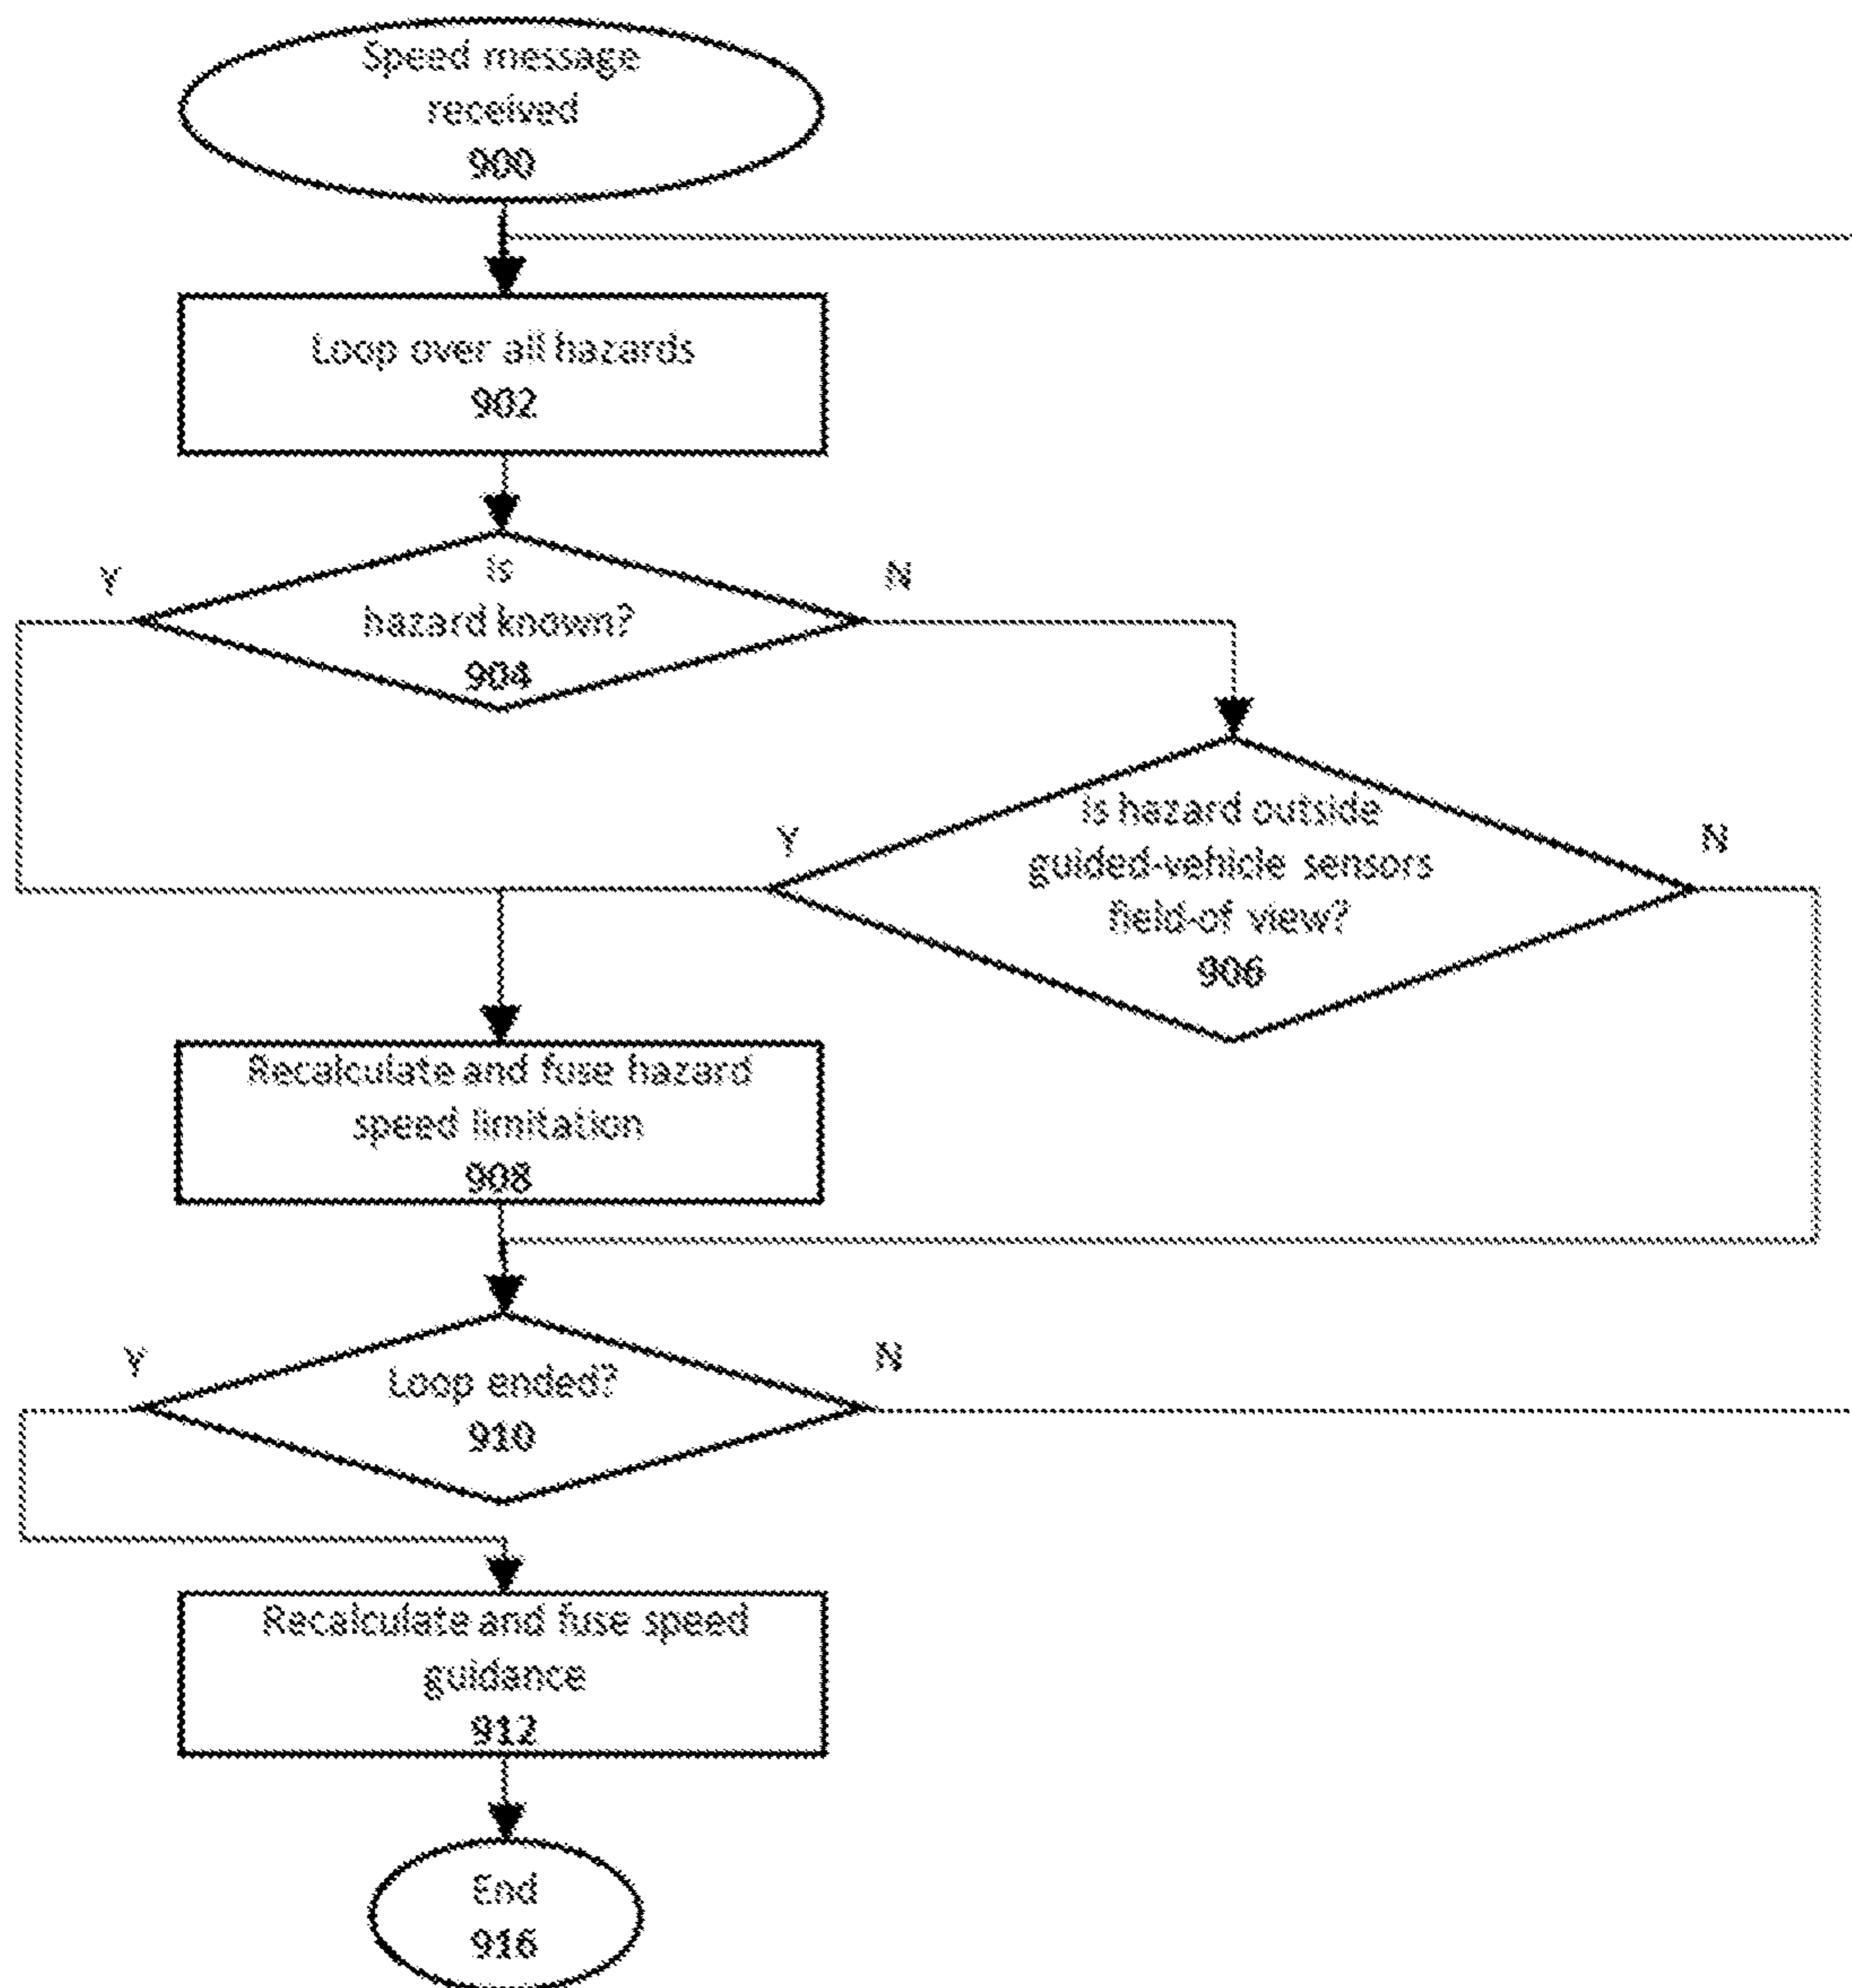 Speed message
received
900
Loop over all hazards
902
Y
N
is
hazard known?
904
Y
N
is hazard outside
guided-vehicle sensors
field-of view?
906
Recalculate and fuse hazard
speed limitation
908
Y
N
Loop ended?
910
Recalculate and fuse speed
guidance
912
End
916